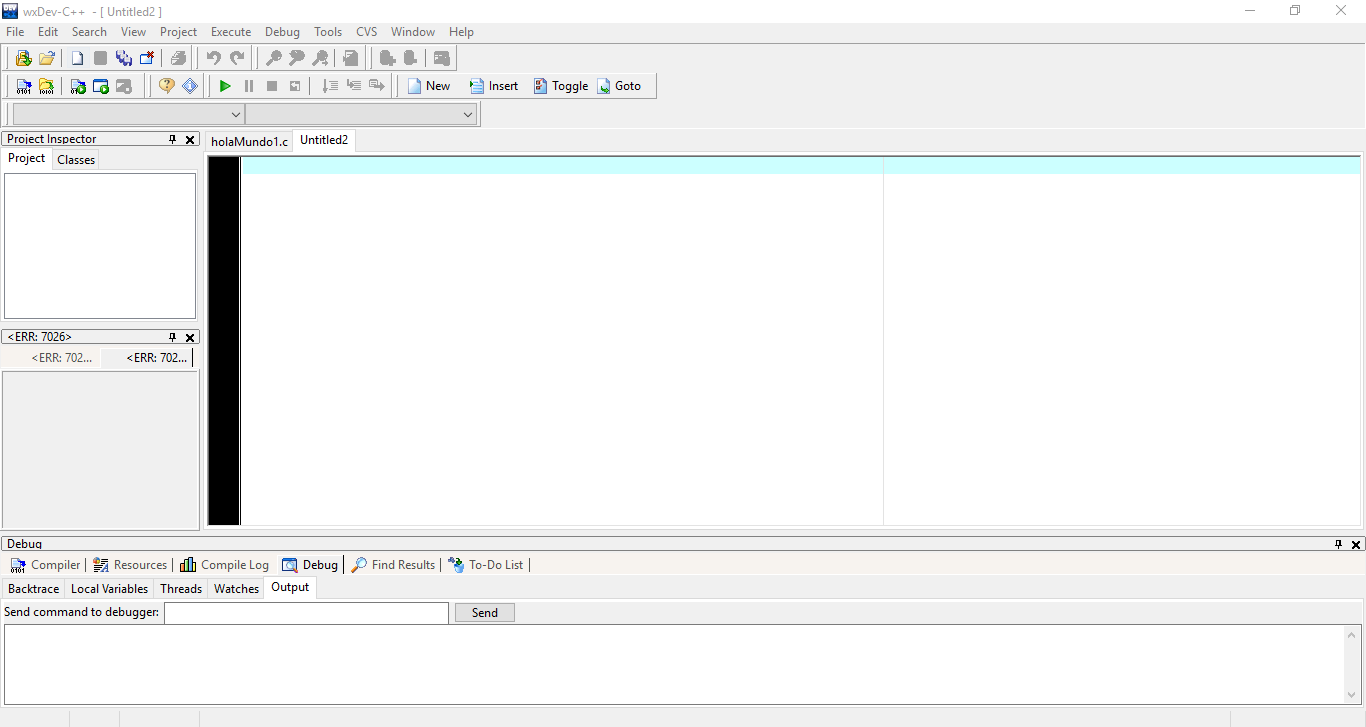 wxDev-C++ - [ Untitled2 ]
File Edit Search View Project Execute Debug Tools CVS Window Help
New Insert Toggle Goto
Project Inspector
holaMundo1.c Untitled2
Project Classes
<ERR: 7026>
<ERR: 702... <ERR: 702...
Debug
Compiler Resources Compile Log Debug Find Results To-Do List
Backtrace Local Variables Threads Watches Output
Send command to debugger: Send